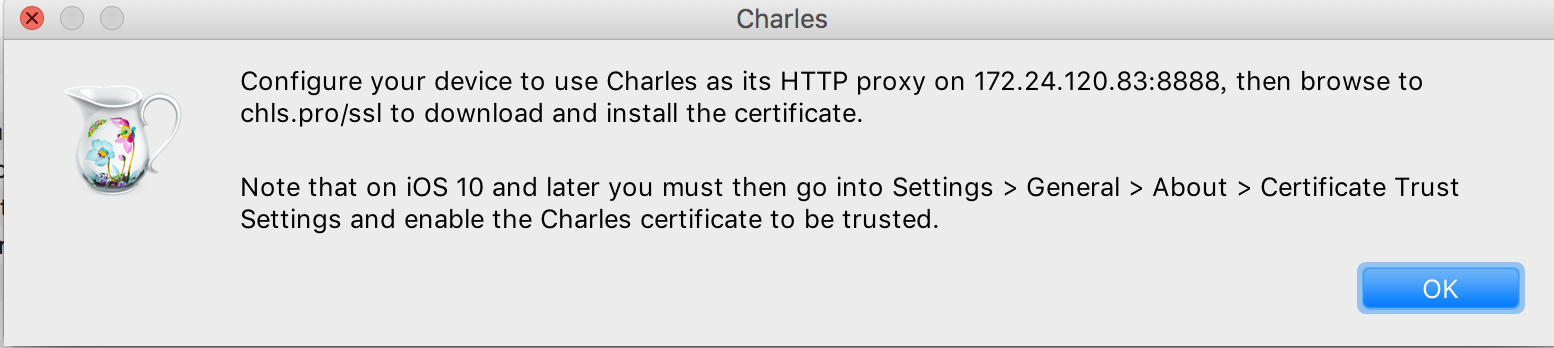 Charles
Configure your device to use Charles as its HTTP proxy on 172.24.120.83:8888, then browse to
chls.pro/ssl to download and install the certificate.
Note that on iOS 10 and later you must then go into Settings > General > About > Certificate Trust
Settings and enable the Charles certificate to be trusted.
OK